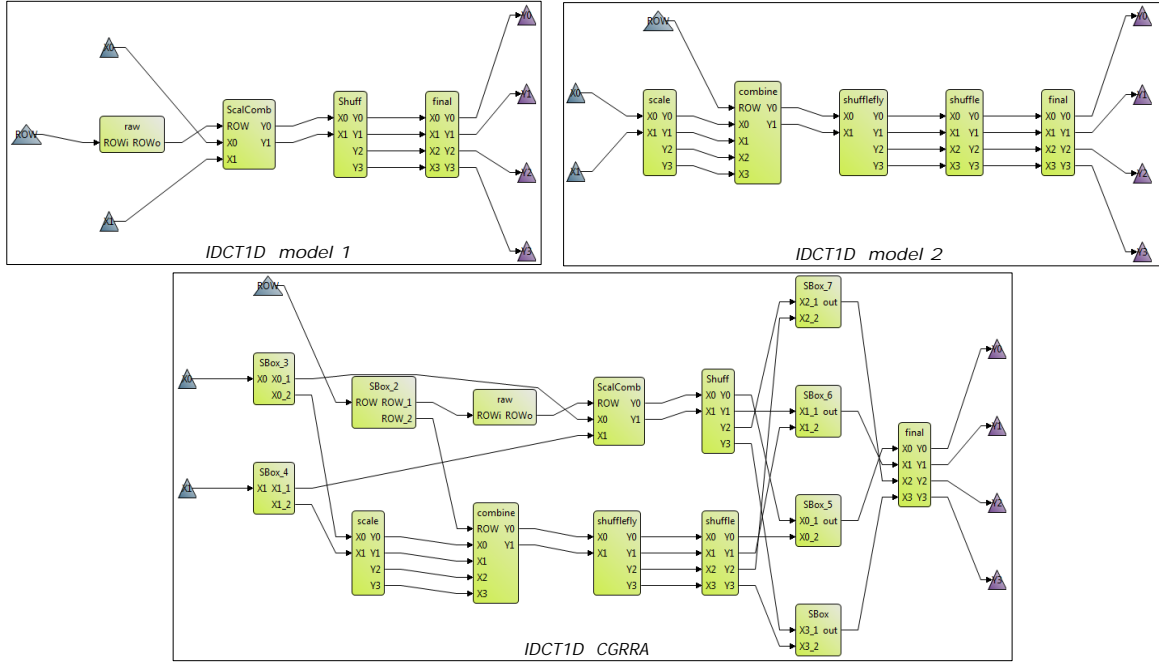 X0
ROW
X1
raw
ROWi ROWo
ScalComb
ROW Y0
X0 Y1
X1
Shuff
X0 Y0
X1 Y1
Y2
Y3
final
X0 Y0
X1 Y1
X2 Y2
X3 Y3
Y0
Y1
Y2
Y3
IDCT1D model 1
ROW
X0
X1
scale
X0 Y0
X1 Y1
Y2
Y3
combine
ROW Y0
X0 Y1
X1
X2
X3
shufflefly
X0 Y0
X1 Y1
Y2
Y3
shuffle
X0 Y0
X1 Y1
X2 Y2
X3 Y3
final
X0 Y0
X1 Y1
X2 Y2
X3 Y3
Y0
Y1
Y2
Y3
IDCT1D model 2
ROW
X0
X1
SBox_3
X0 X0_1
X0_2
SBox_4
X1 X1_1
X1_2
SBox_2
ROW ROW_1
ROW_2
raw
ROWi ROWo
scale
X0 Y0
X1 Y1
Y2
Y3
combine
ROW Y0
X0 Y1
X1
X2
X3
ScalComb
ROW Y0
X0 Y1
X1
shufflefly
X0 Y0
X1 Y1
Y2
Y3
Shuff
X0 Y0
X1 Y1
Y2
Y3
shuffle
X0 Y0
X1 Y1
X2 Y2
X3 Y3
SBox_7
X2_1 out
X2_2
SBox_6
X1_1 out
X1_2
SBox_5
X0_1 out
X0_2
SBox
X3_1 out
X3_2
final
X0 Y0
X1 Y1
X2 Y2
X3 Y3
Y0
Y1
Y2
Y3
IDCT1D CGRRA